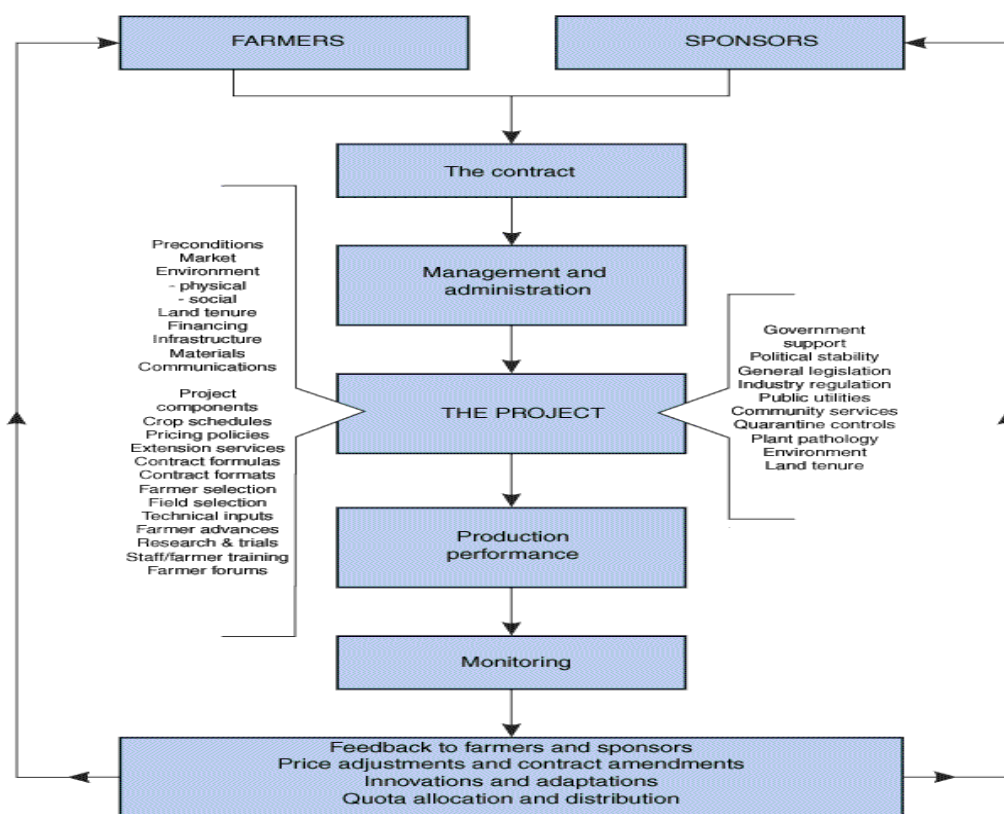 FARMERS
SPONSORS
The contract
Management and
administration
Preconditions
Market
Environment
- physical
- social
Land tenure
Financing
Infrastructure
Materials
Communications
Project
components
Crop schedules
Pricing policies
Extension services
Contract formulas
Contract formats
Farmer selection
Field selection
Technical inputs
Farmer advances
Research & trials
Staff/farmer training
Farmer forums
THE PROJECT
Government
support
Political stability
General legislation
Industry regulation
Public utilities
Community services
Quarantine controls
Plant pathology
Environment
Land tenure
Production
performance
Monitoring
Feedback to farmers and sponsors
Price adjustments and contract amendments
Innovations and adaptations
Quota allocation and distribution